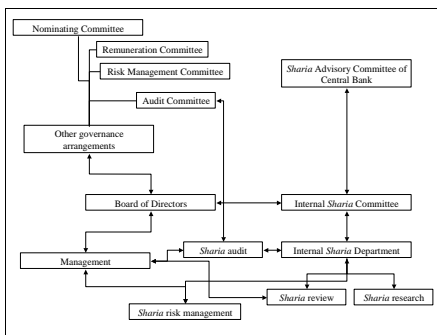 Nominating Committee
Remuneration Committee
Risk Management Committee
Sharia Advisory Committee of
Central Bank
Audit Committee
Other governance
arrangements
Board of Directors
Internal Sharia Committee
Sharia audit
Internal Sharia Department
Management
Sharia review
Sharia research
Sharia risk management